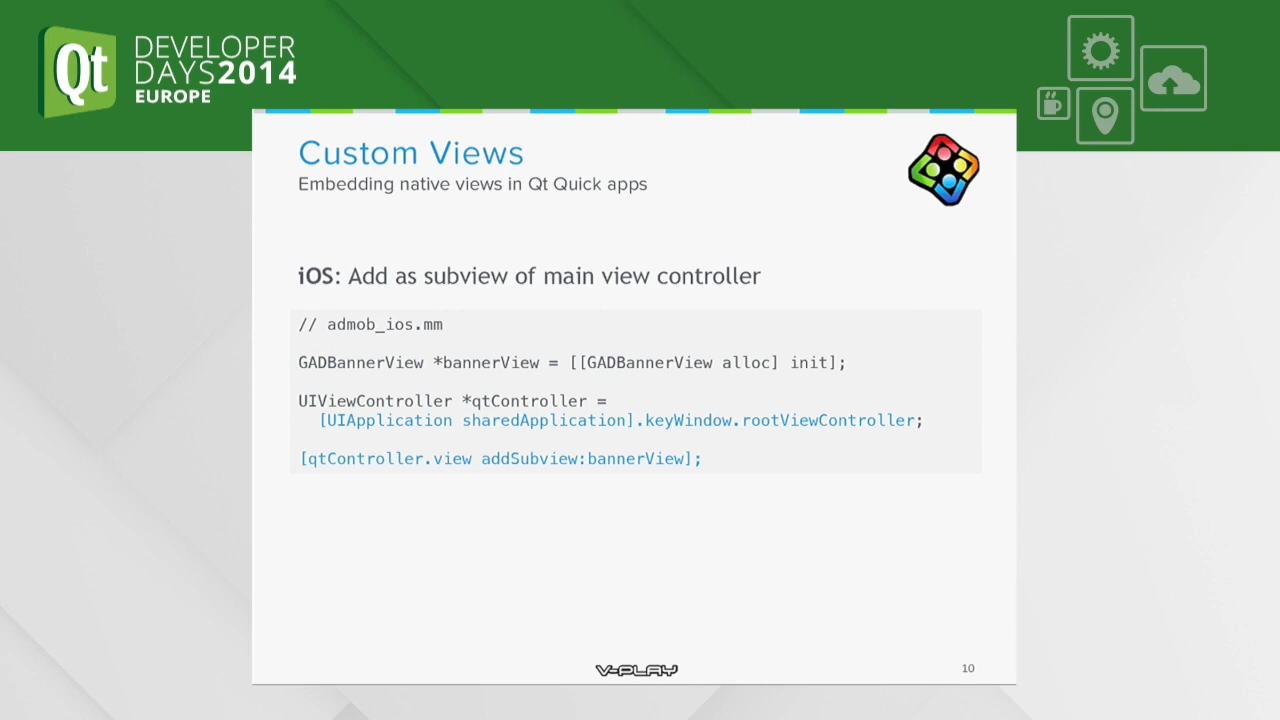 Qt DEVELOPER
DAYS2014
EUROPE
Custom Views
Embedding native views in Qt Quick apps
iOS: Add as subview of main view controller
// admob_ios.mm
GADBannerView *bannerView = [[GADBannerView alloc] init];
UIViewController *qtController =
[UIApplication sharedApplication].keyWindow.rootViewController;
[qtController.view addSubview:bannerView];
V-PLAY
10